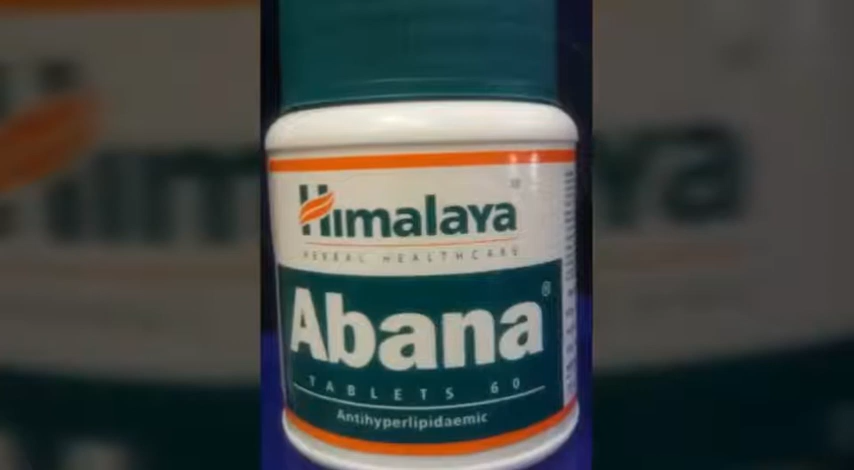 Himalaya
HERBAL HEALTHCARE
Abana®
TABLETS 60
Antihyperlipidaemic